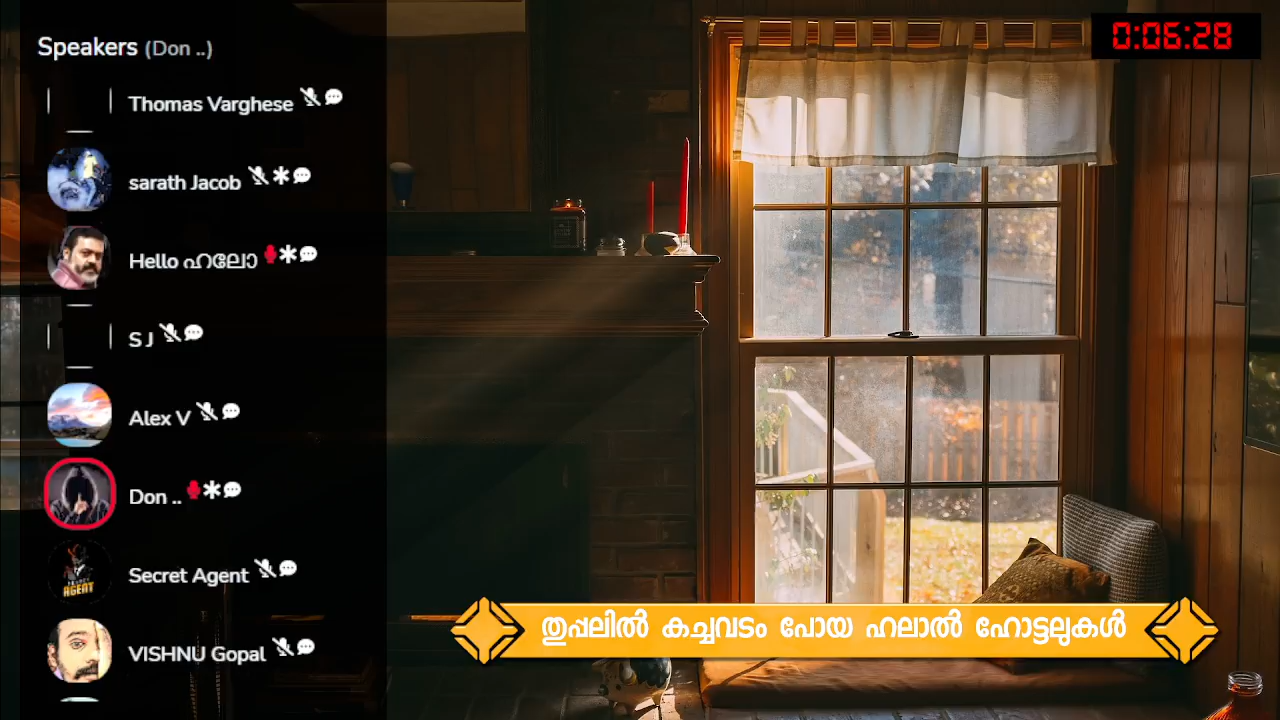 Speakers (Don ..)
0:06:28
Thomas Varghese
sarath Jacob
Hello ഹലോ
S J
Alex V
Don ..
Secret Agent
AGENT
VISHNU Gopal
തുപ്പലിൽ കച്ചവടം പോയ ഹലാൽ ഹോട്ടലുകൾ